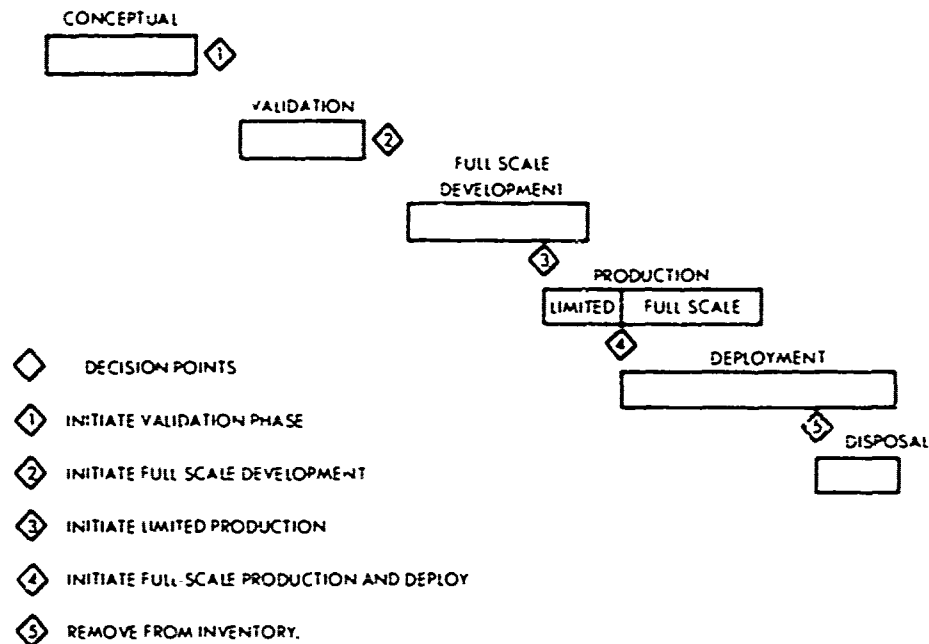 CONCEPTUAL
1
VALIDATION
2
FULL SCALE
DEVELOPMENT
3
PRODUCTION
LIMITED FULL SCALE
4
DEPLOYMENT
5
DISPOSAL
DECISION POINTS
1 INITIATE VALIDATION PHASE
2 INITIATE FULL SCALE DEVELOPMENT
3 INITIATE LIMITED PRODUCTION
4 INITIATE FULL-SCALE PRODUCTION AND DEPLOY
5 REMOVE FROM INVENTORY.